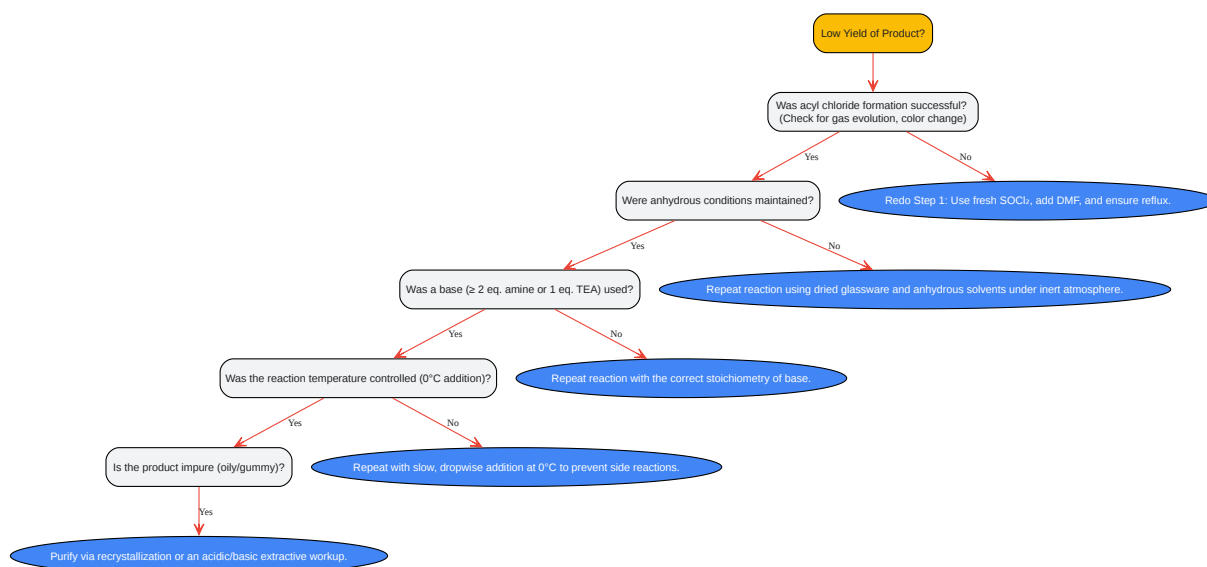 Low Yield of Product?
Was acyl chloride formation successful?
(Check for gas evolution, color change)
Yes
No
Were anhydrous conditions maintained?
Redo Step 1: Use fresh SOCl₂, add DMF, and ensure reflux.
Yes
No
Was a base (≥ 2 eq. amine or 1 eq. TEA) used?
Repeat reaction using dried glassware and anhydrous solvents under inert atmosphere.
Yes
No
Was the reaction temperature controlled (0°C addition)?
Repeat reaction with the correct stoichiometry of base.
Yes
No
Is the product impure (oily/gummy)?
Repeat with slow, dropwise addition at 0°C to prevent side reactions.
Yes
Purify via recrystallization or an acidic/basic extractive workup.